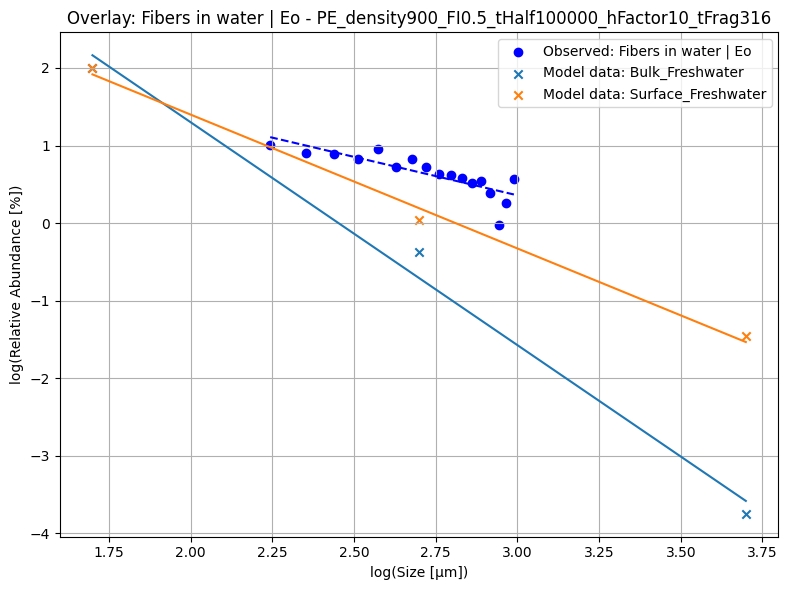 Overlay: Fibers in water | Eo - PE_density900_FI0.5_tHalf100000_hFactor10_tFrag316
Observed: Fibers in water | Eo
Model data: Bulk_Freshwater
Model data: Surface_Freshwater
log(Relative Abundance [%])
2
1
0
−1
−2
−3
−4
1.75
2.00
2.25
2.50
2.75
3.00
3.25
3.50
3.75
log(Size [μm])